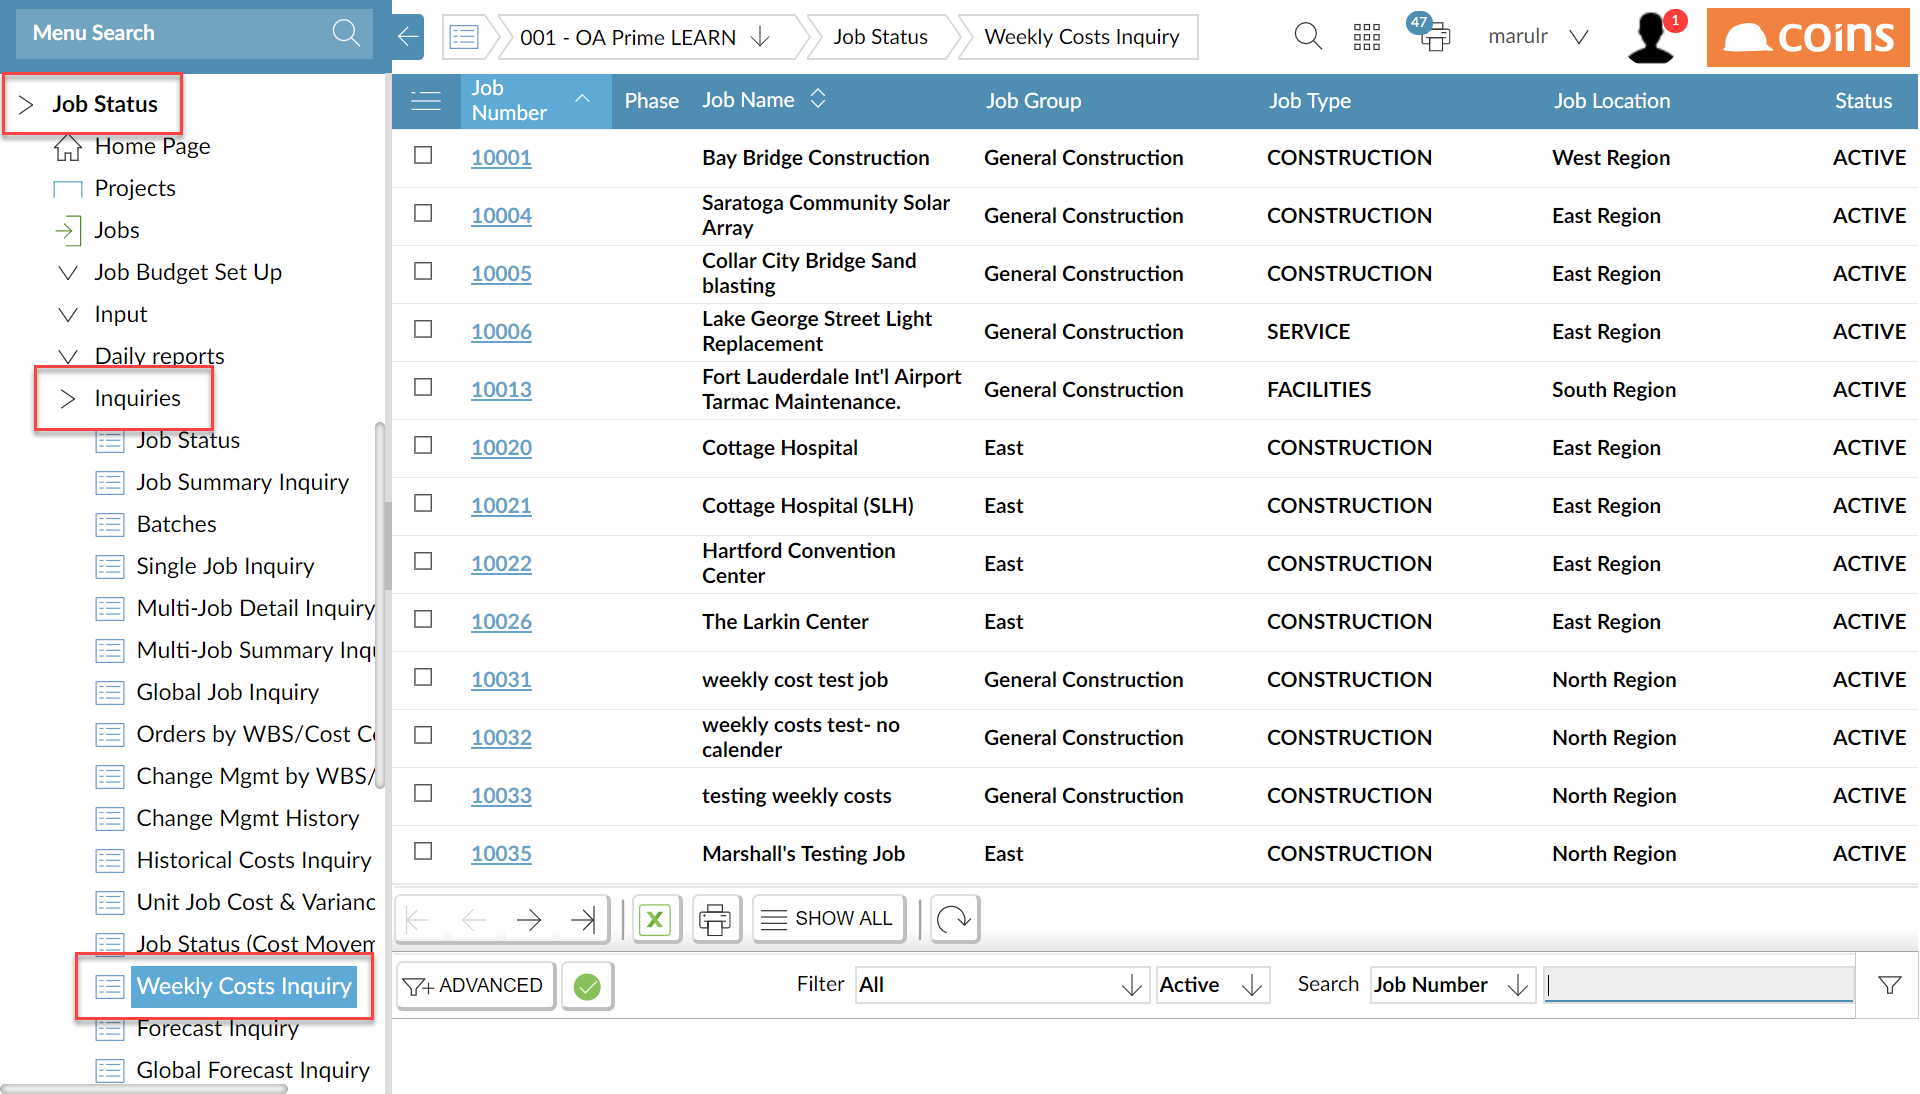 Menu Search
001 - OA Prime LEARN
Job Status
Weekly Costs Inquiry
47
marulr
1
coins
Job Status
Home Page
Projects
Jobs
Job Budget Set Up
Input
Daily reports
Inquiries
Job Status
Job Summary Inquiry
Batches
Single Job Inquiry
Multi-Job Detail Inquiry
Multi-Job Summary Inqu
Global Job Inquiry
Orders by WBS/Cost Co
Change Mgmt by WBS/
Change Mgmt History
Historical Costs Inquiry
Unit Job Cost & Varianc
Job Status (Cost Movem
Weekly Costs Inquiry
Forecast Inquiry
Global Forecast Inquiry
Job Number Phase Job Name Job Group Job Type Job Location Status
10001 Bay Bridge Construction General Construction CONSTRUCTION West Region ACTIVE
10004 Saratoga Community Solar Array General Construction CONSTRUCTION East Region ACTIVE
10005 Collar City Bridge Sand blasting General Construction CONSTRUCTION East Region ACTIVE
10006 Lake George Street Light Replacement General Construction SERVICE East Region ACTIVE
10013 Fort Lauderdale Int'l Airport Tarmac Maintenance. General Construction FACILITIES South Region ACTIVE
10020 Cottage Hospital East CONSTRUCTION East Region ACTIVE
10021 Cottage Hospital (SLH) East CONSTRUCTION East Region ACTIVE
10022 Hartford Convention Center East CONSTRUCTION East Region ACTIVE
10026 The Larkin Center East CONSTRUCTION East Region ACTIVE
10031 weekly cost test job General Construction CONSTRUCTION North Region ACTIVE
10032 weekly costs test- no calender General Construction CONSTRUCTION North Region ACTIVE
10033 testing weekly costs General Construction CONSTRUCTION North Region ACTIVE
10035 Marshall's Testing Job East CONSTRUCTION North Region ACTIVE
SHOW ALL
ADVANCED Filter All Active Search Job Number